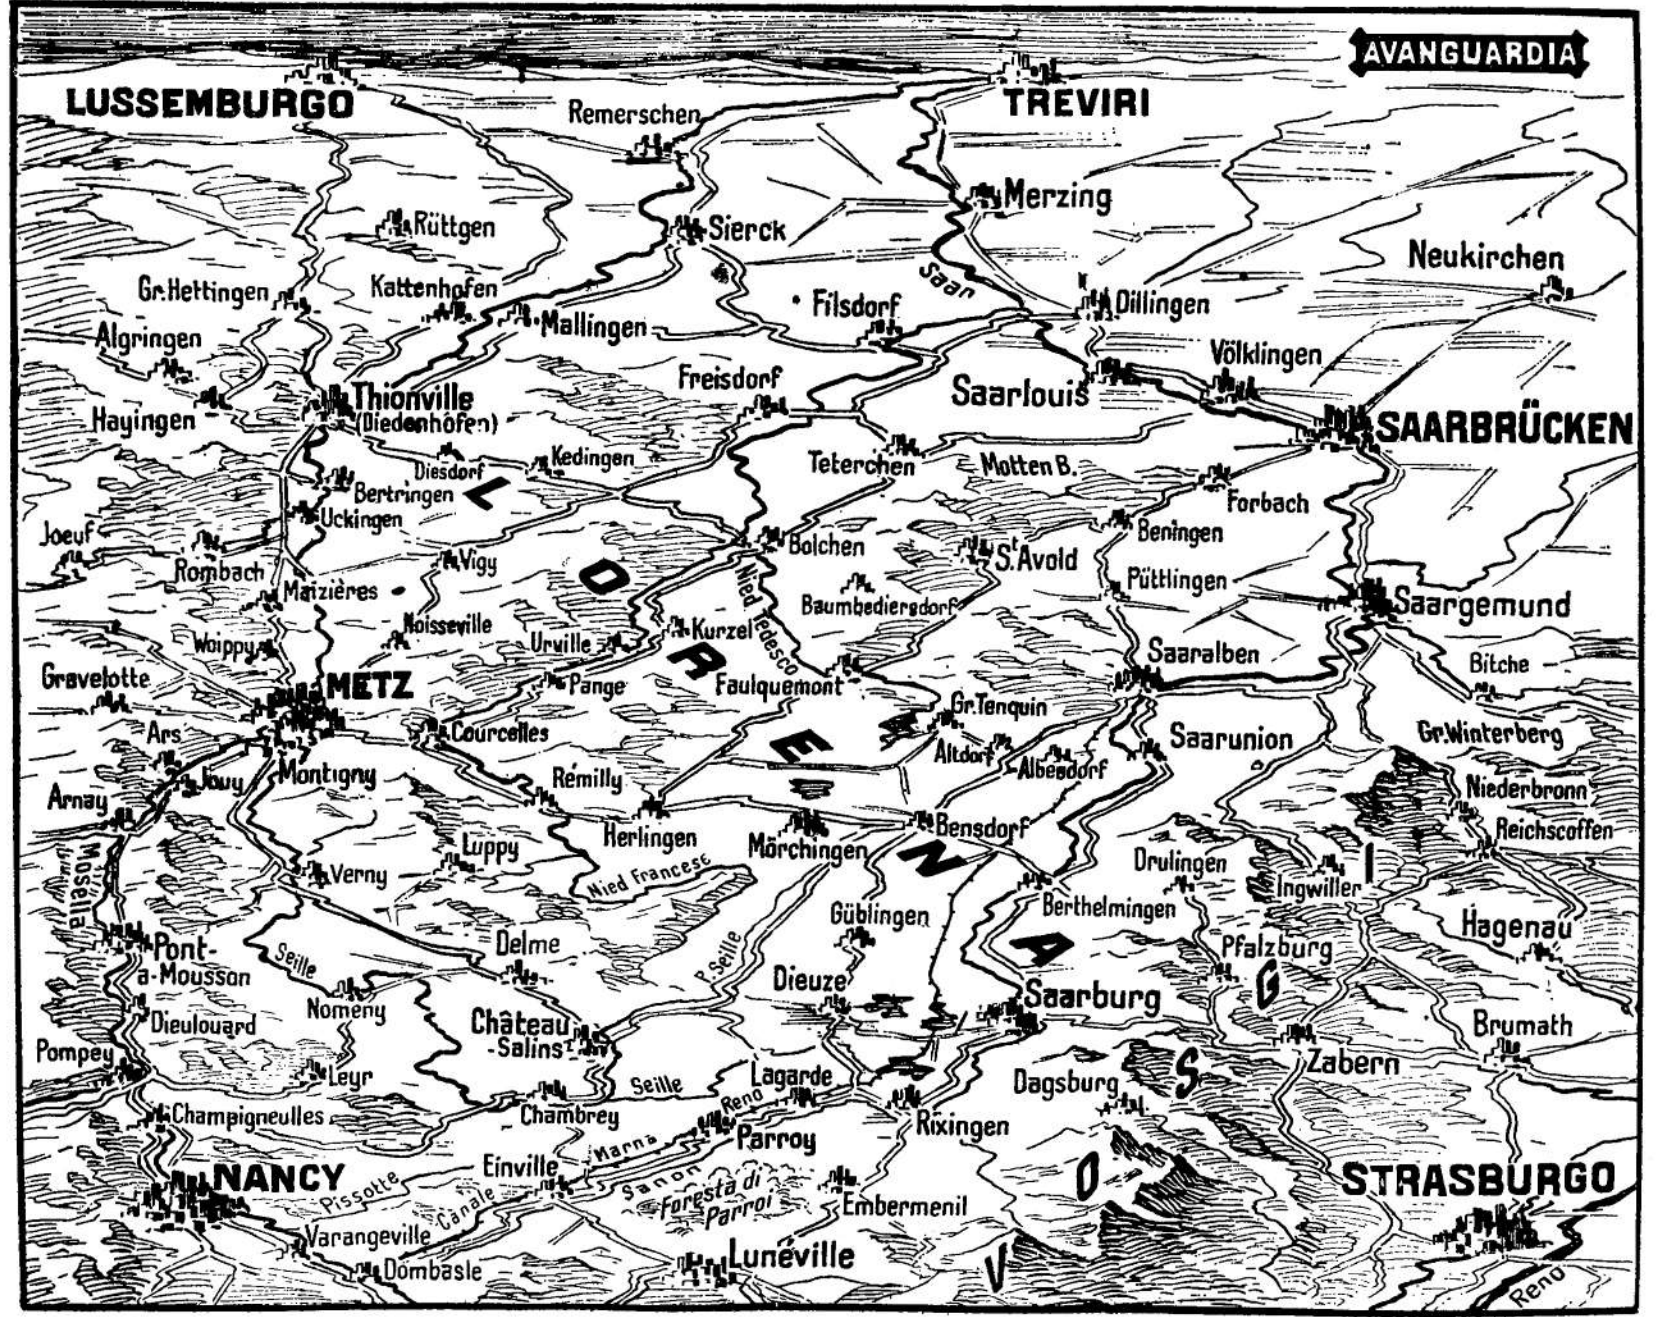 AVANGUARDIA
LUSSEMBURGO
Remerschen
TREVIRI
Merzing
Rüttgen
Sierck
Neukirchen
Gr.Hettingen
Kattenhofen
Saar
Filsdorf
Dillingen
Algringen
Mallingen
Völklingen
Freisdorf
Saarlouis
Hayingen
Thionville
(Diedenhofen)
SAARBRÜCKEN
Diesdorf
Kedingen
Teterchen
Motten B.
Bertringen
Forbach
Uckingen
Joeuf
Beningen
Rombach
Vigy
Bolchen
St. Avold
Püttlingen
Maizières
Baumbediersdorf
Saargemund
Noisseville
Nied Tedesco
Woippy
Urville
Kurzel
Saaralben
Bitche
Gravelotte
METZ
Pange
Faulquemont
Gr.Tenquin
Ars
Courcelles
Altdorf
Albesdorf
Saarunion
Gr.Winterberg
Jouy
Montigny
Rémilly
Niederbronn
Arnay
Herlingen
Mörchingen
Bensdorf
Reichscoffen
Mosella
Luppy
Nied Francese
Drulingen
Ingwiller
Verny
Berthelmingen
Güblingen
Hagenau
Pont-
a-Mousson
Seille
Delme
P.Seille
Pfalzburg
Dieuze
Nomeny
Saarburg
Dieulouard
Château
-Salins
Brumath
Pompey
Leyr
Seille
Lagarde
Dagsburg
Zabern
Champigneulles
Chambrey
Reno
Parroy
Rixingen
Marna
NANCY
Pissotte
Einville
Sanon
Foresta di
Parroi
Embermenil
STRASBURGO
Canale
Varangeville
Dombasle
Lunéville
Reno
LORENA
VOSGI